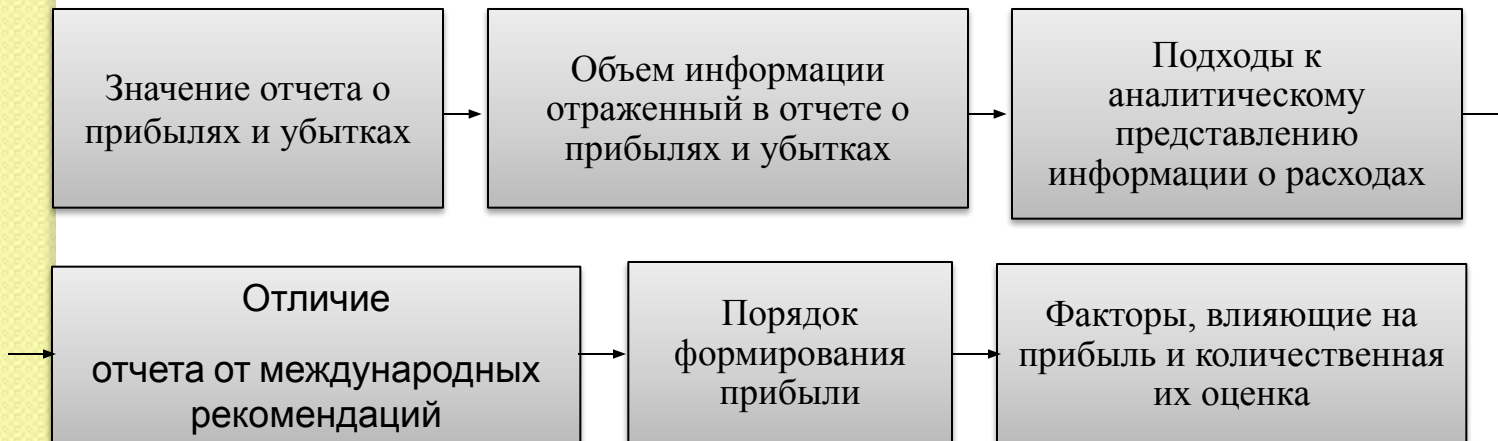 Значение отчета о
прибылях и убытках
Объем информации
отраженный в отчете о
прибылях и убытках
Подходы к
аналитическому
представлению
информации о расходах
Отличие
отчета от международных
рекомендаций
Порядок
формирования
прибыли
Факторы, влияющие на
прибыль и количественная
их оценка